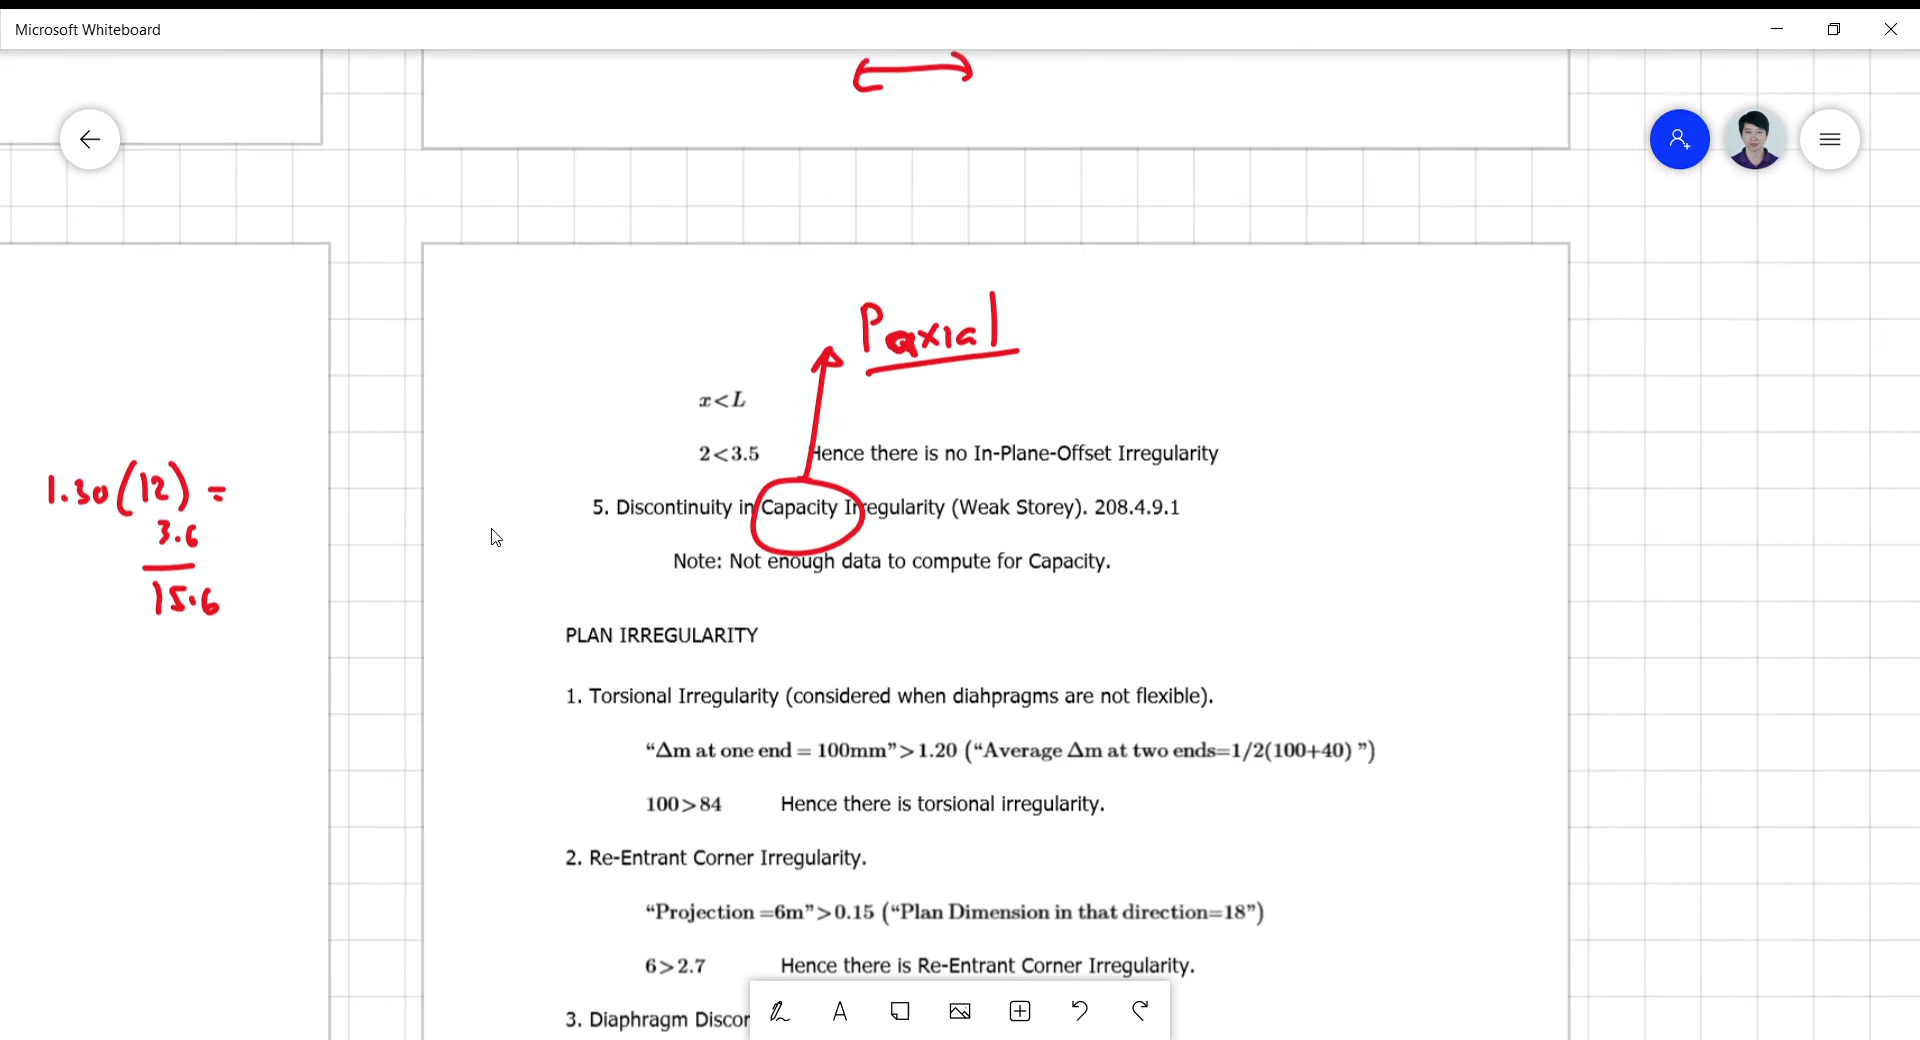 Microsoft Whiteboard
P axial
x<L
2<3.5 Hence there is no In-Plane-Offset Irregularity
5. Discontinuity in Capacity Irregularity (Weak Storey). 208.4.9.1
Note: Not enough data to compute for Capacity.
1.30(12) =
3.6
15.6
PLAN IRREGULARITY
1. Torsional Irregularity (considered when diahpragms are not flexible).
“Δm at one end = 100mm”>1.20 (“Average Δm at two ends=1/2(100+40) ”)
100>84 Hence there is torsional irregularity.
2. Re-Entrant Corner Irregularity.
“Projection =6m”>0.15 (“Plan Dimension in that direction=18”)
6>2.7 Hence there is Re-Entrant Corner Irregularity.
3. Diaphragm Discor